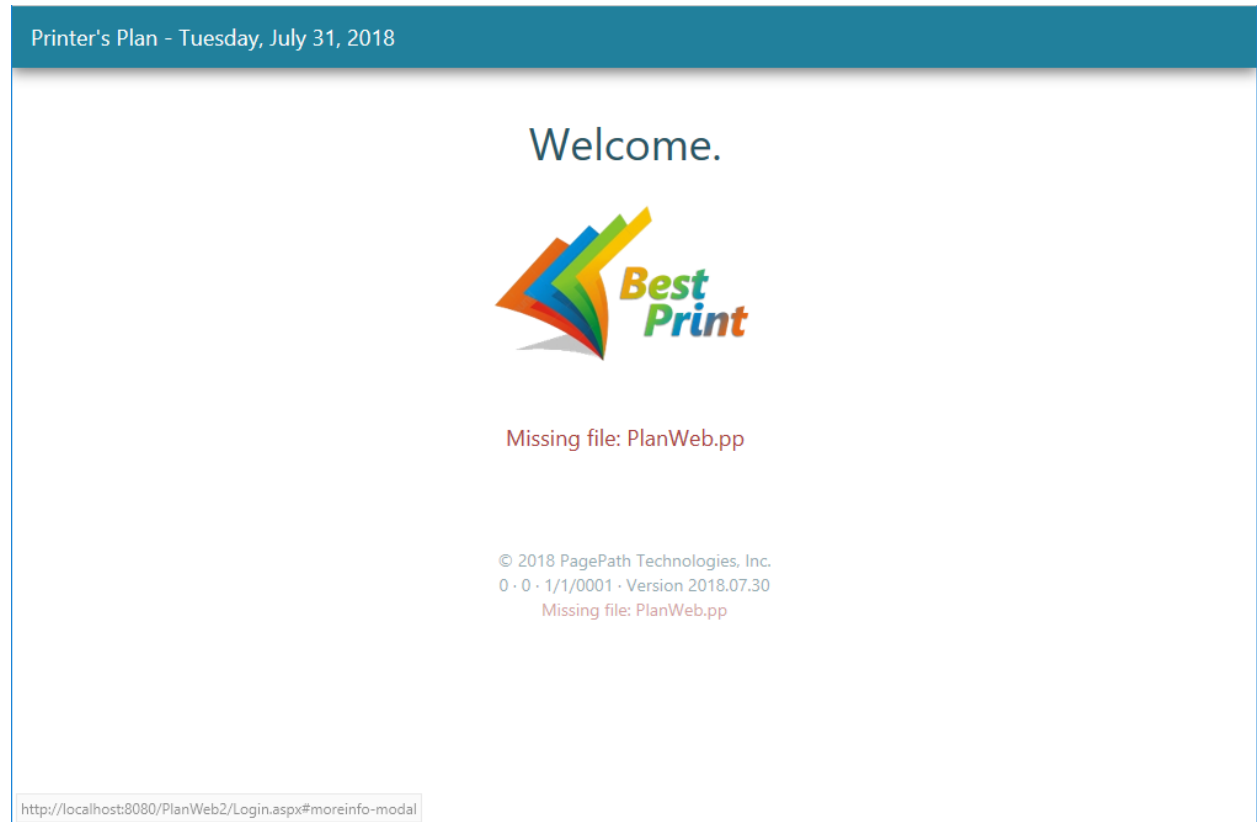 Printer's Plan - Tuesday, July 31, 2018
Welcome.
Best
Print
Missing file: PlanWeb.pp
© 2018 PagePath Technologies, Inc.
0 · 0 · 1/1/0001 · Version 2018.07.30
Missing file: PlanWeb.pp
http://localhost:8080/PlanWeb2/Login.aspx#moreinfo-modal